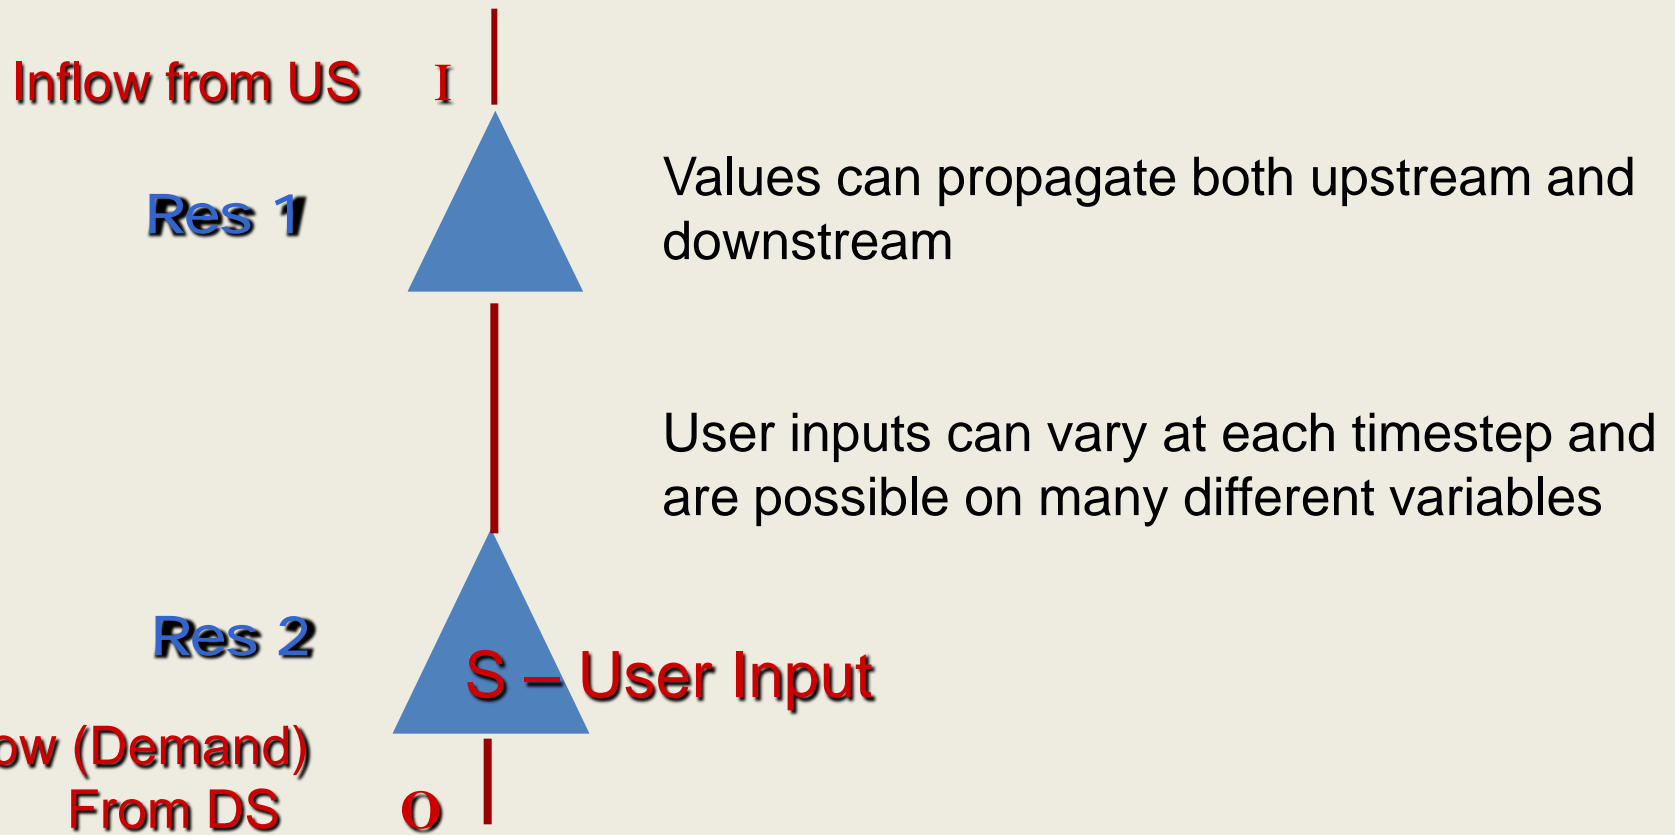 Inflow from US I
Res 1
Values can propagate both upstream and
downstream
User inputs can vary at each timestep and
are possible on many different variables
Res 2
S – User Input
(Demand)
From DS O